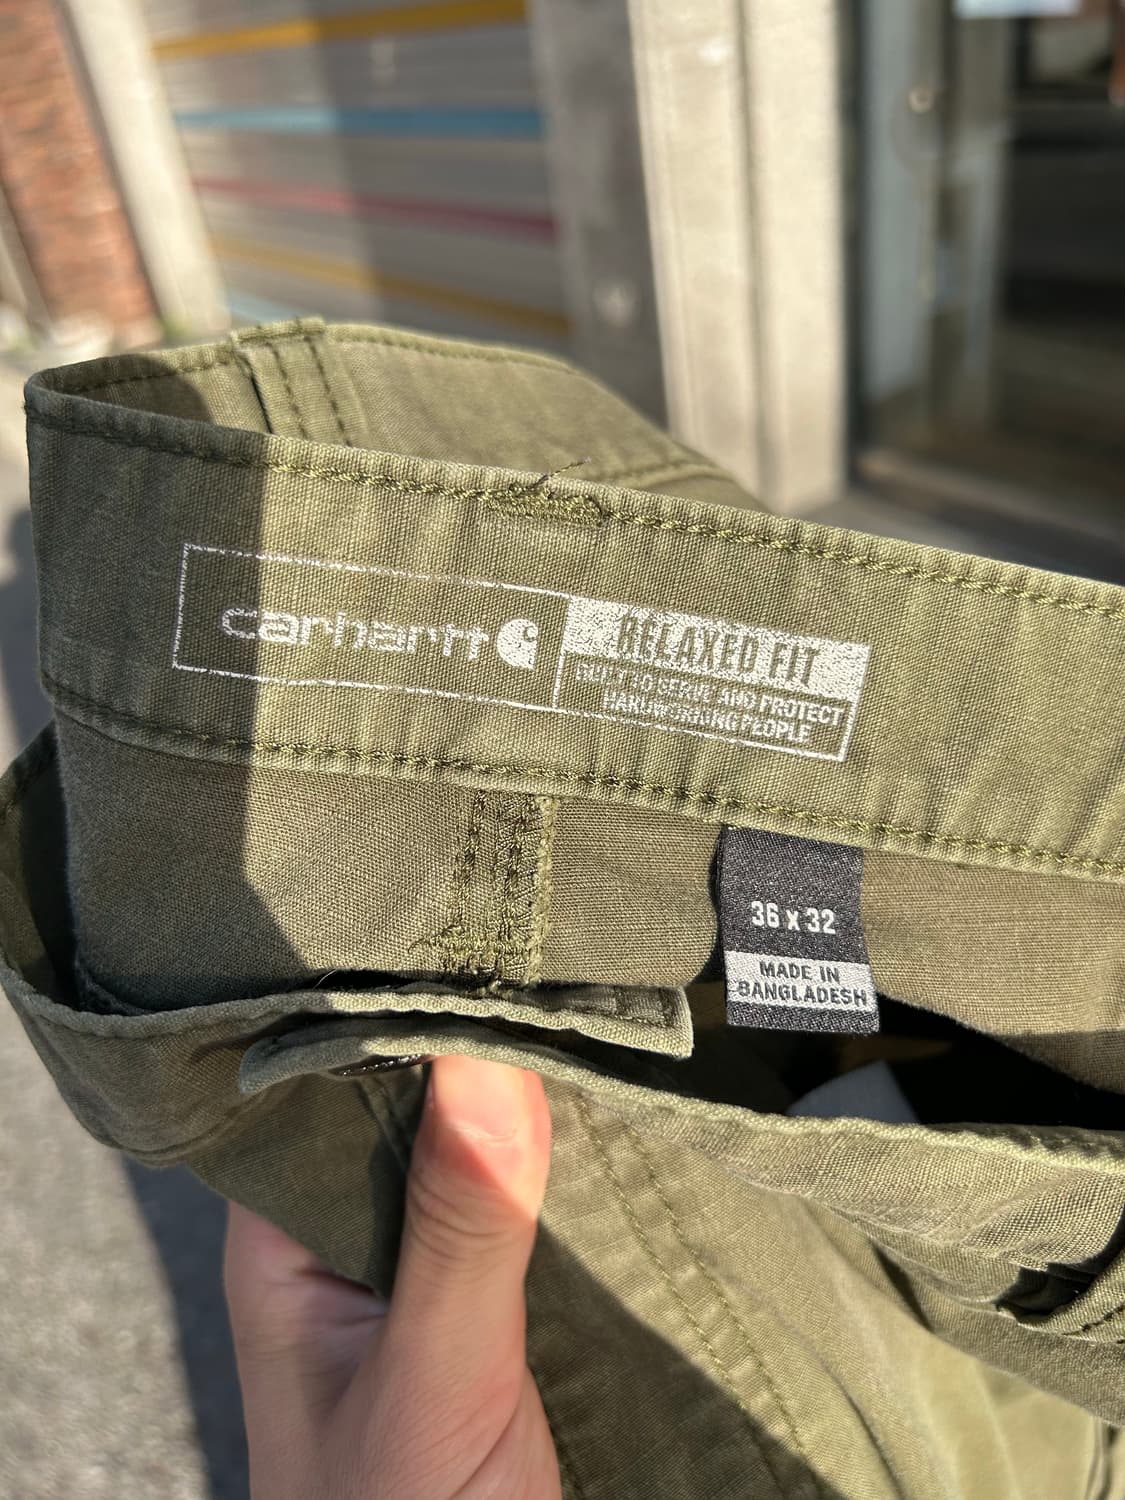 carhartt
RELAXED FIT
BUILT TO SERVE AND PROTECT
HARDWORKING PEOPLE
36 x 32
MADE IN
BANGLADESH